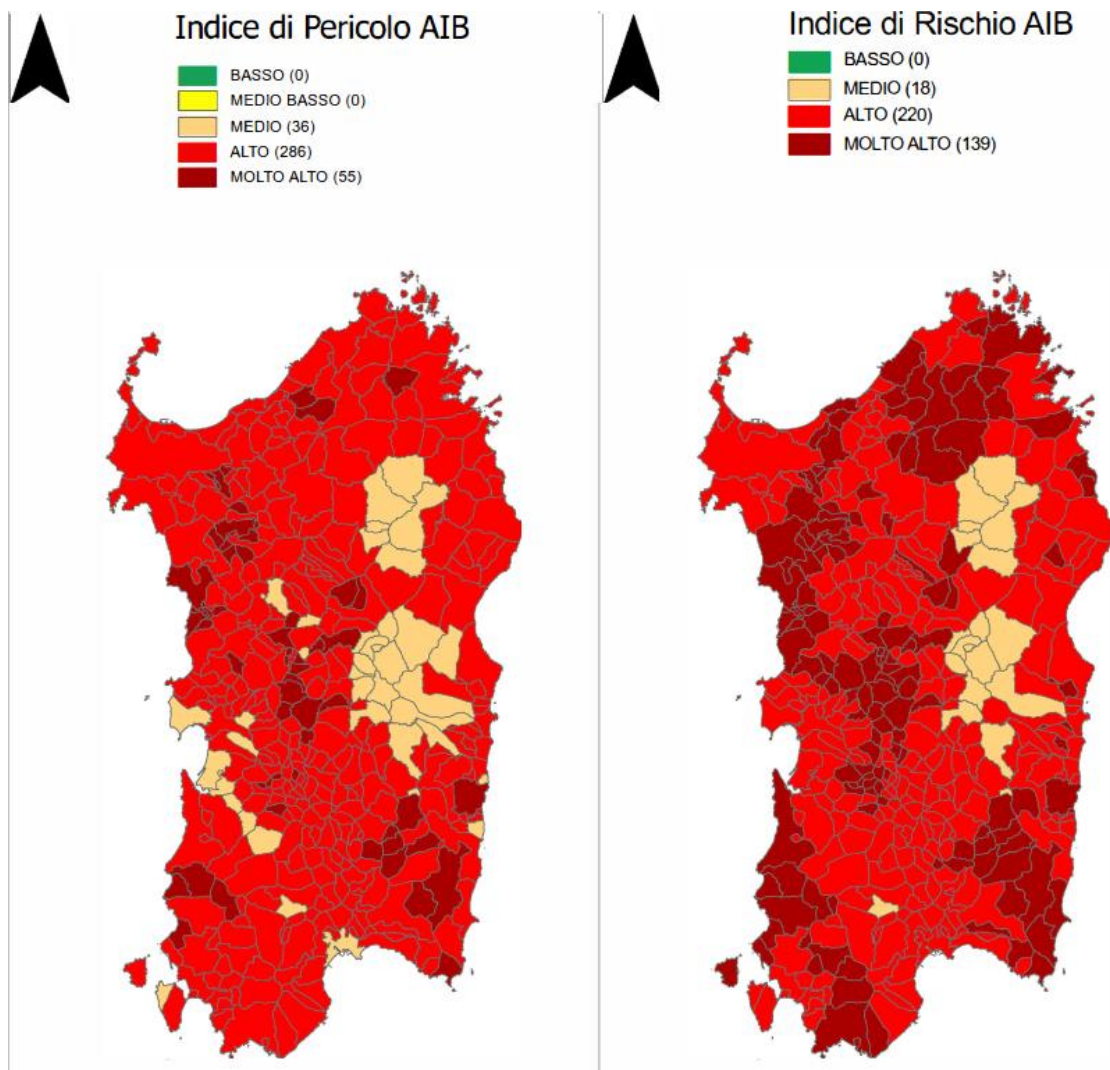 Indice di Pericolo AIB
BASSO (0)
MEDIO BASSO (0)
MEDIO (36)
ALTO (286)
MOLTO ALTO (55)
Indice di Rischio AIB
BASSO (0)
MEDIO (18)
ALTO (220)
MOLTO ALTO (139)